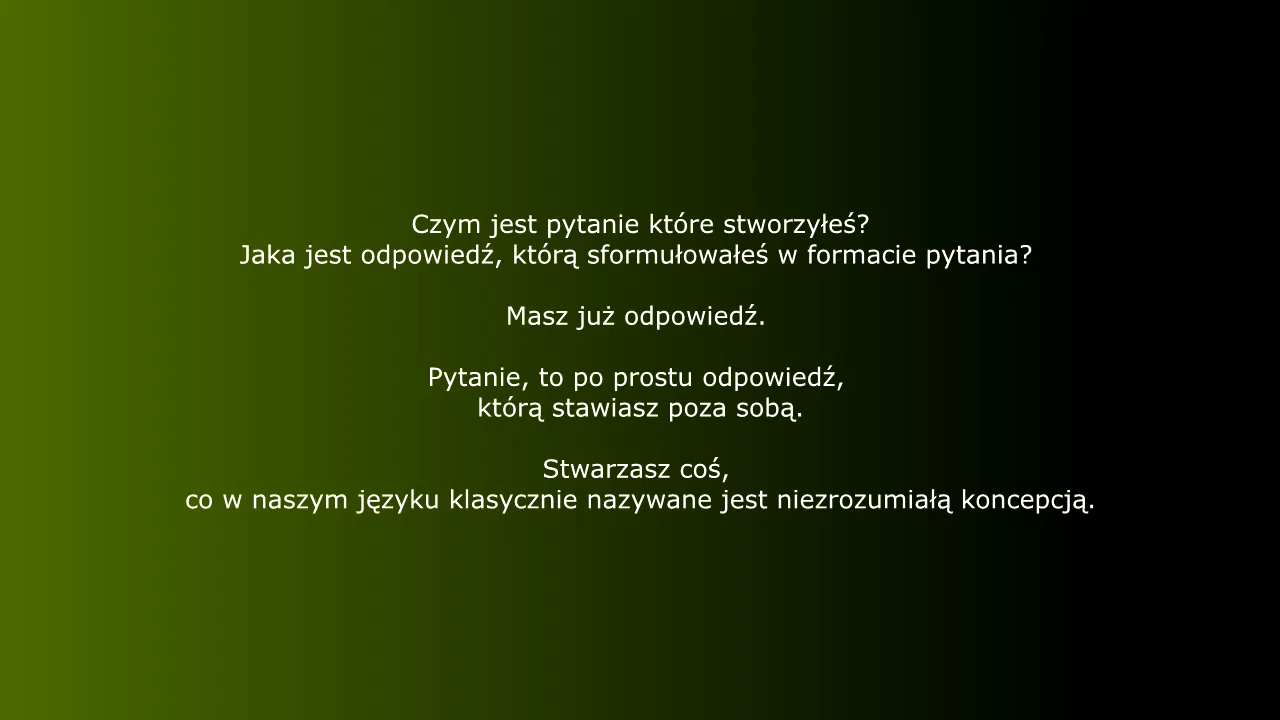 Czym jest pytanie które stworzyłeś?
Jaka jest odpowiedź, którą sformułowałeś w formacie pytania?
Masz już odpowiedź.
Pytanie, to po prostu odpowiedź,
którą stawiasz poza sobą.
Stwarzasz coś,
co w naszym języku klasycznie nazywane jest niezrozumiałą koncepcją.